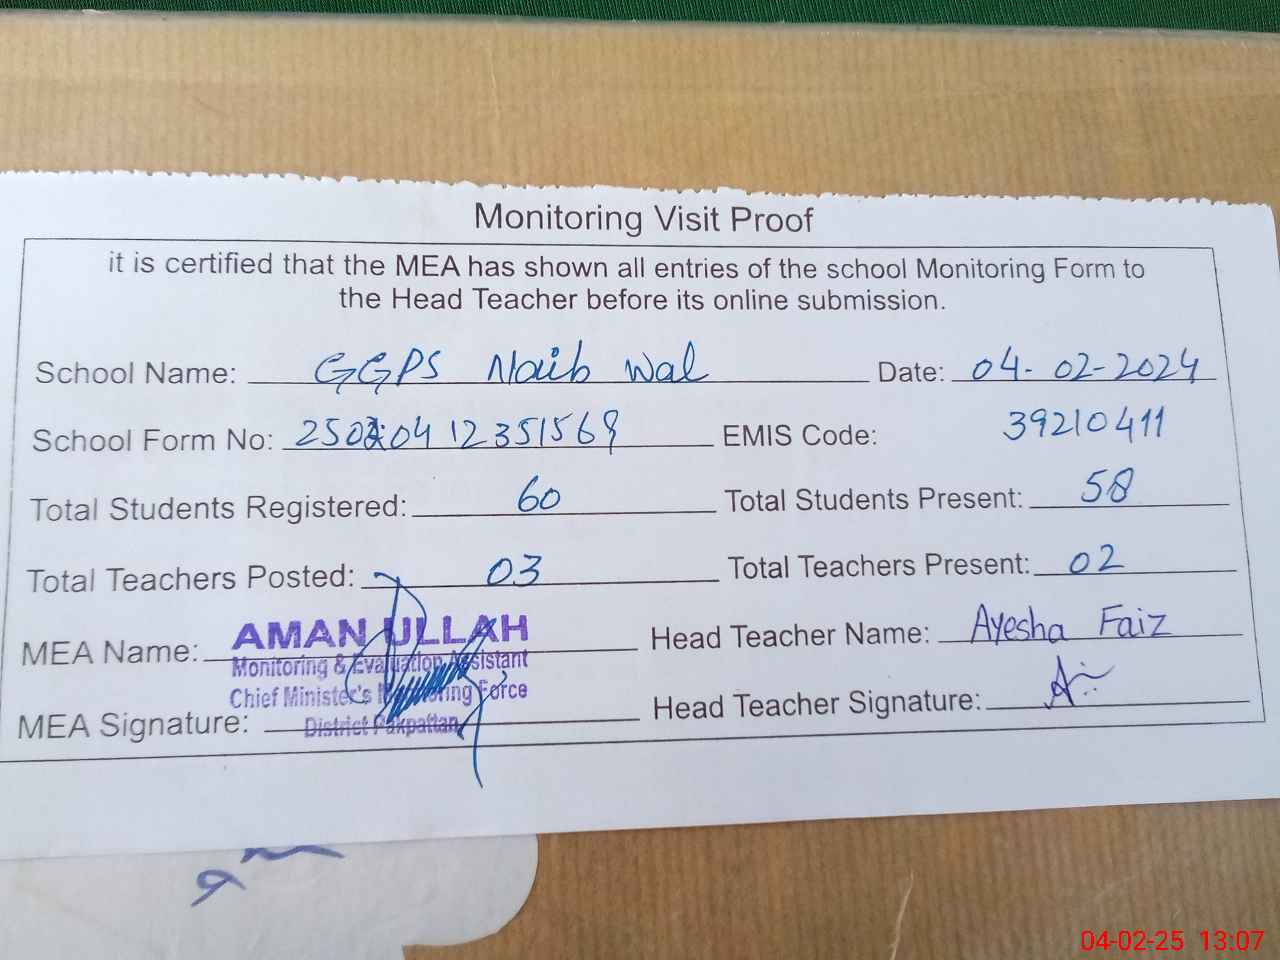 Monitoring Visit Proof
it is certified that the MEA has shown all entries of the school Monitoring Form to
the Head Teacher before its online submission.
School Name: GGPS Naib Wal Date: 04-02-2024
School Form No: 25020412351569 EMIS Code: 39210411
Total Students Registered: 60 Total Students Present: 58
Total Teachers Posted: 03 Total Teachers Present: 02
MEA Name: AMAN ULLAH Head Teacher Name: Ayesha Faiz
Monitoring & Evaluation Assistant
Chief Minister's Monitoring Force
MEA Signature: District Pakpattan Head Teacher Signature:
04-02-25 13:07